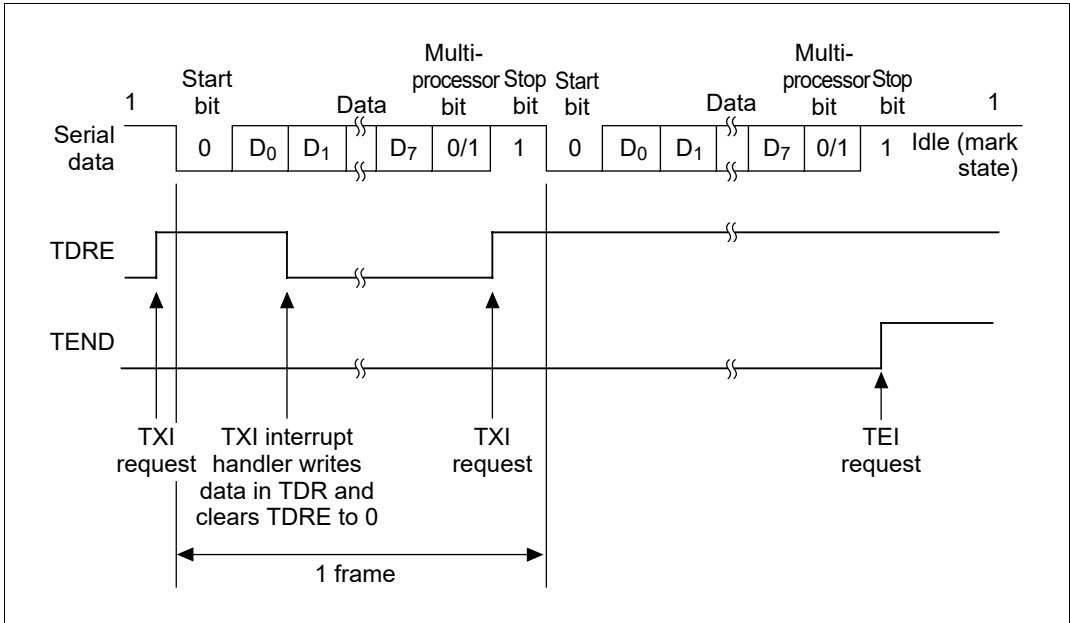 Multi-
processor
bit
Multi-
processor
bit
Start
bit
Stop
bit
Start
bit
Stop
bit
1
Data
Data
1
Serial
data
0 D0 D1 D7 0/1 1 0 D0 D1 D7 0/1 1
Idle (mark
state)
TDRE
TEND
TXI
request
TXI interrupt
handler writes
data in TDR and
clears TDRE to 0
TXI
request
TEI
request
1 frame